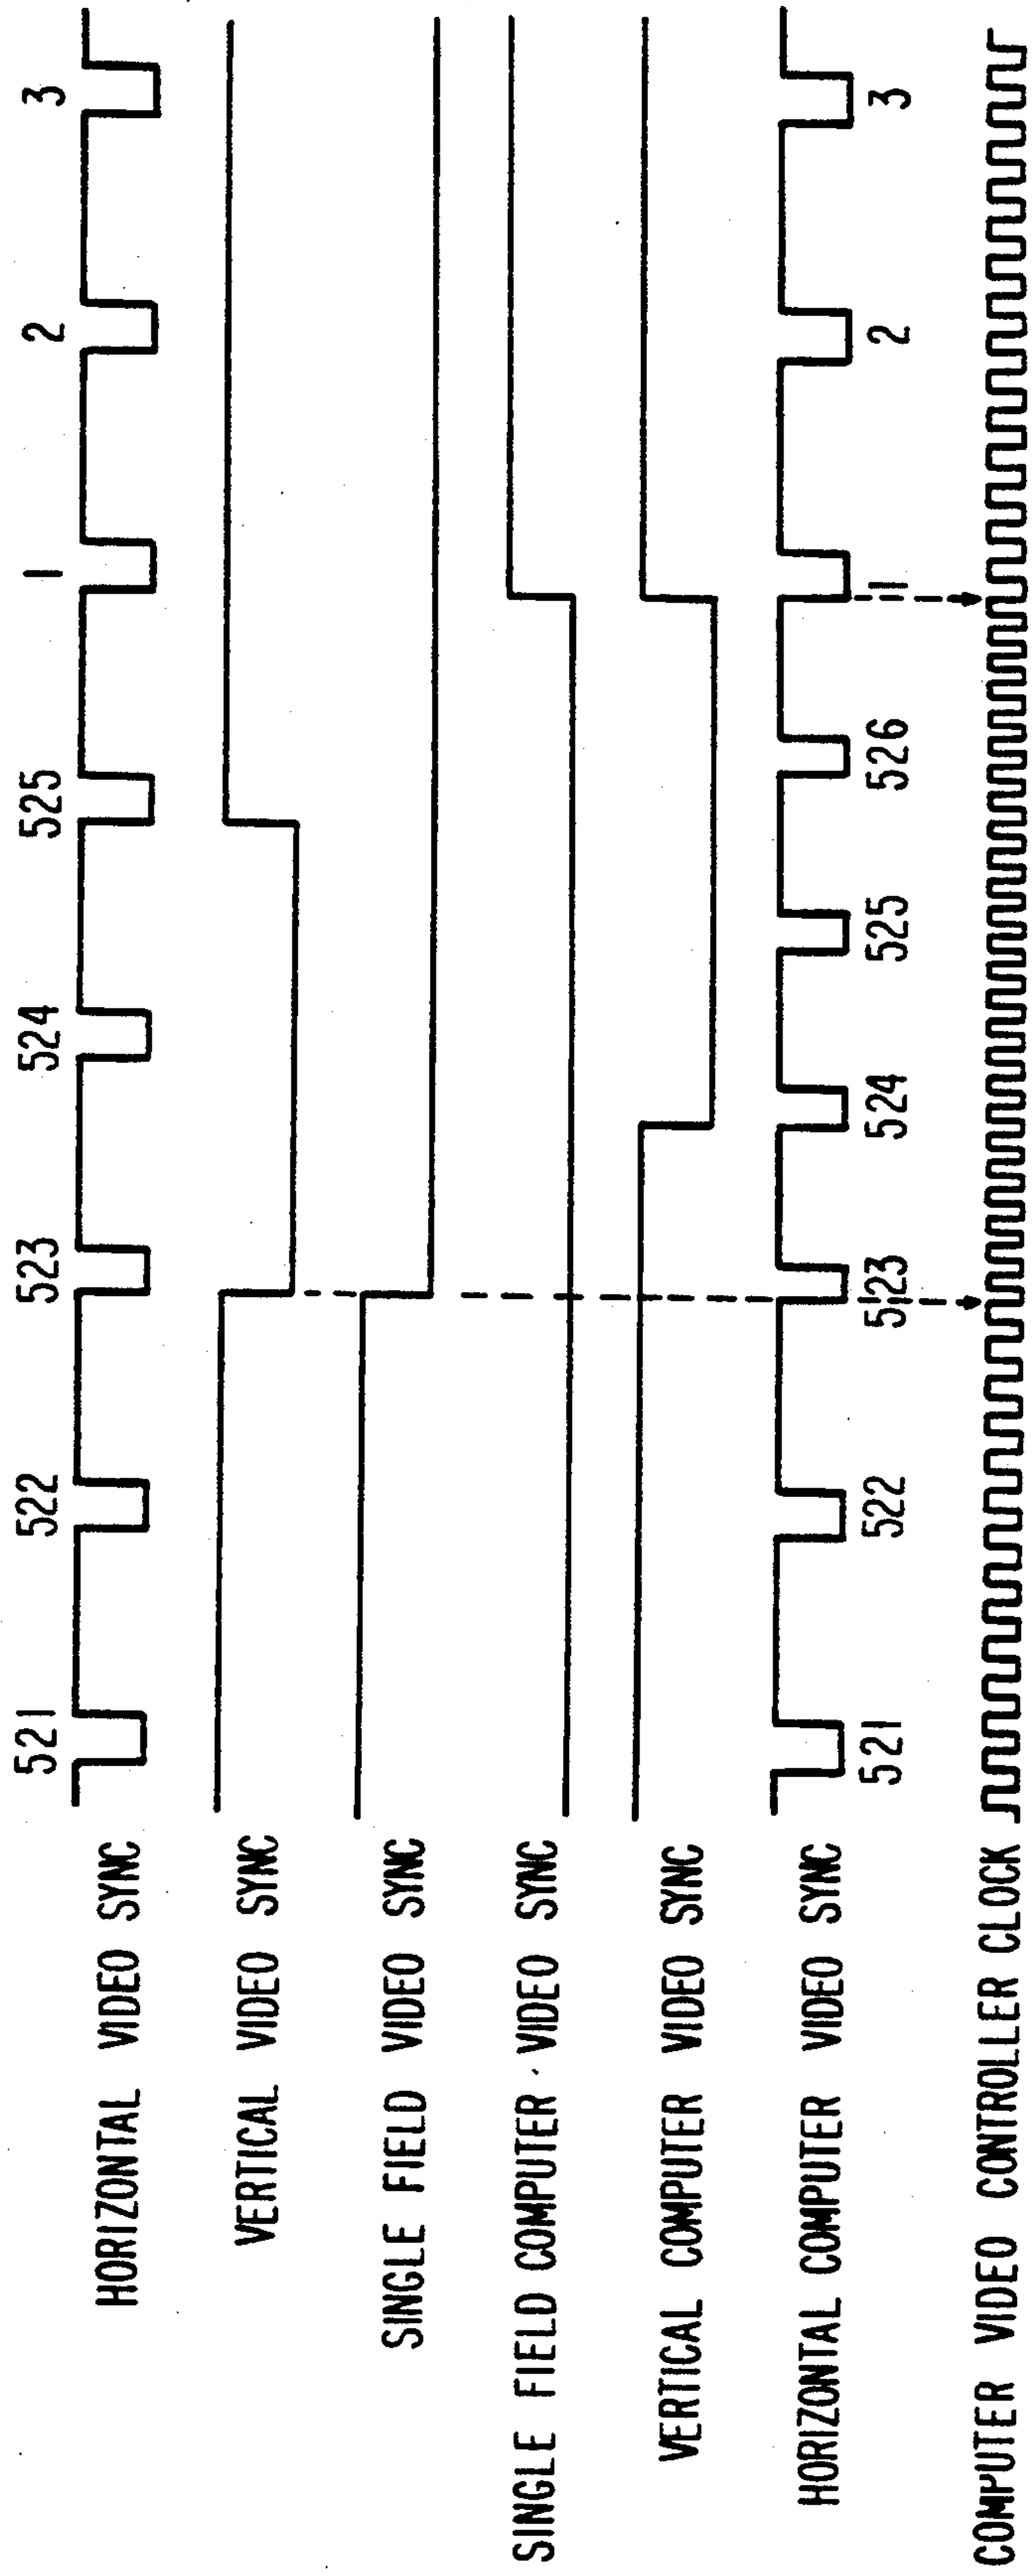 521 522 523 524 525 1 2 3
HORIZONTAL VIDEO SYNC
VERTICAL VIDEO SYNC
SINGLE FIELD VIDEO SYNC
SINGLE FIELD COMPUTER VIDEO SYNC
VERTICAL COMPUTER VIDEO SYNC
HORIZONTAL COMPUTER VIDEO SYNC
521 522 523 524 525 526 1 2 3
COMPUTER VIDEO CONTROLLER CLOCK